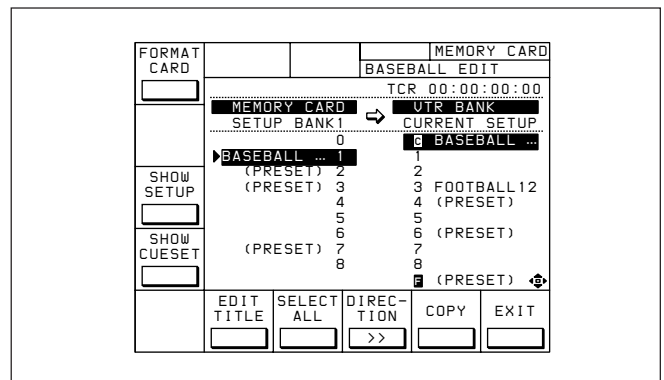 FORMAT CARD
MEMORY CARD
BASEBALL EDIT
TCR 00:00:00:00
MEMORY CARD ⇨ VTR BANK
SETUP BANK1 CURRENT SETUP
0 C BASEBALL …
▶BASEBALL … 1 1
(PRESET) 2 2
(PRESET) 3 3 FOOTBALL12
4 4 (PRESET)
5 5
6 6 (PRESET)
(PRESET) 7 7
8 8
F (PRESET)
SHOW SETUP
SHOW CUESET
EDIT TITLE
SELECT ALL
DIREC-TION
>>
COPY
EXIT